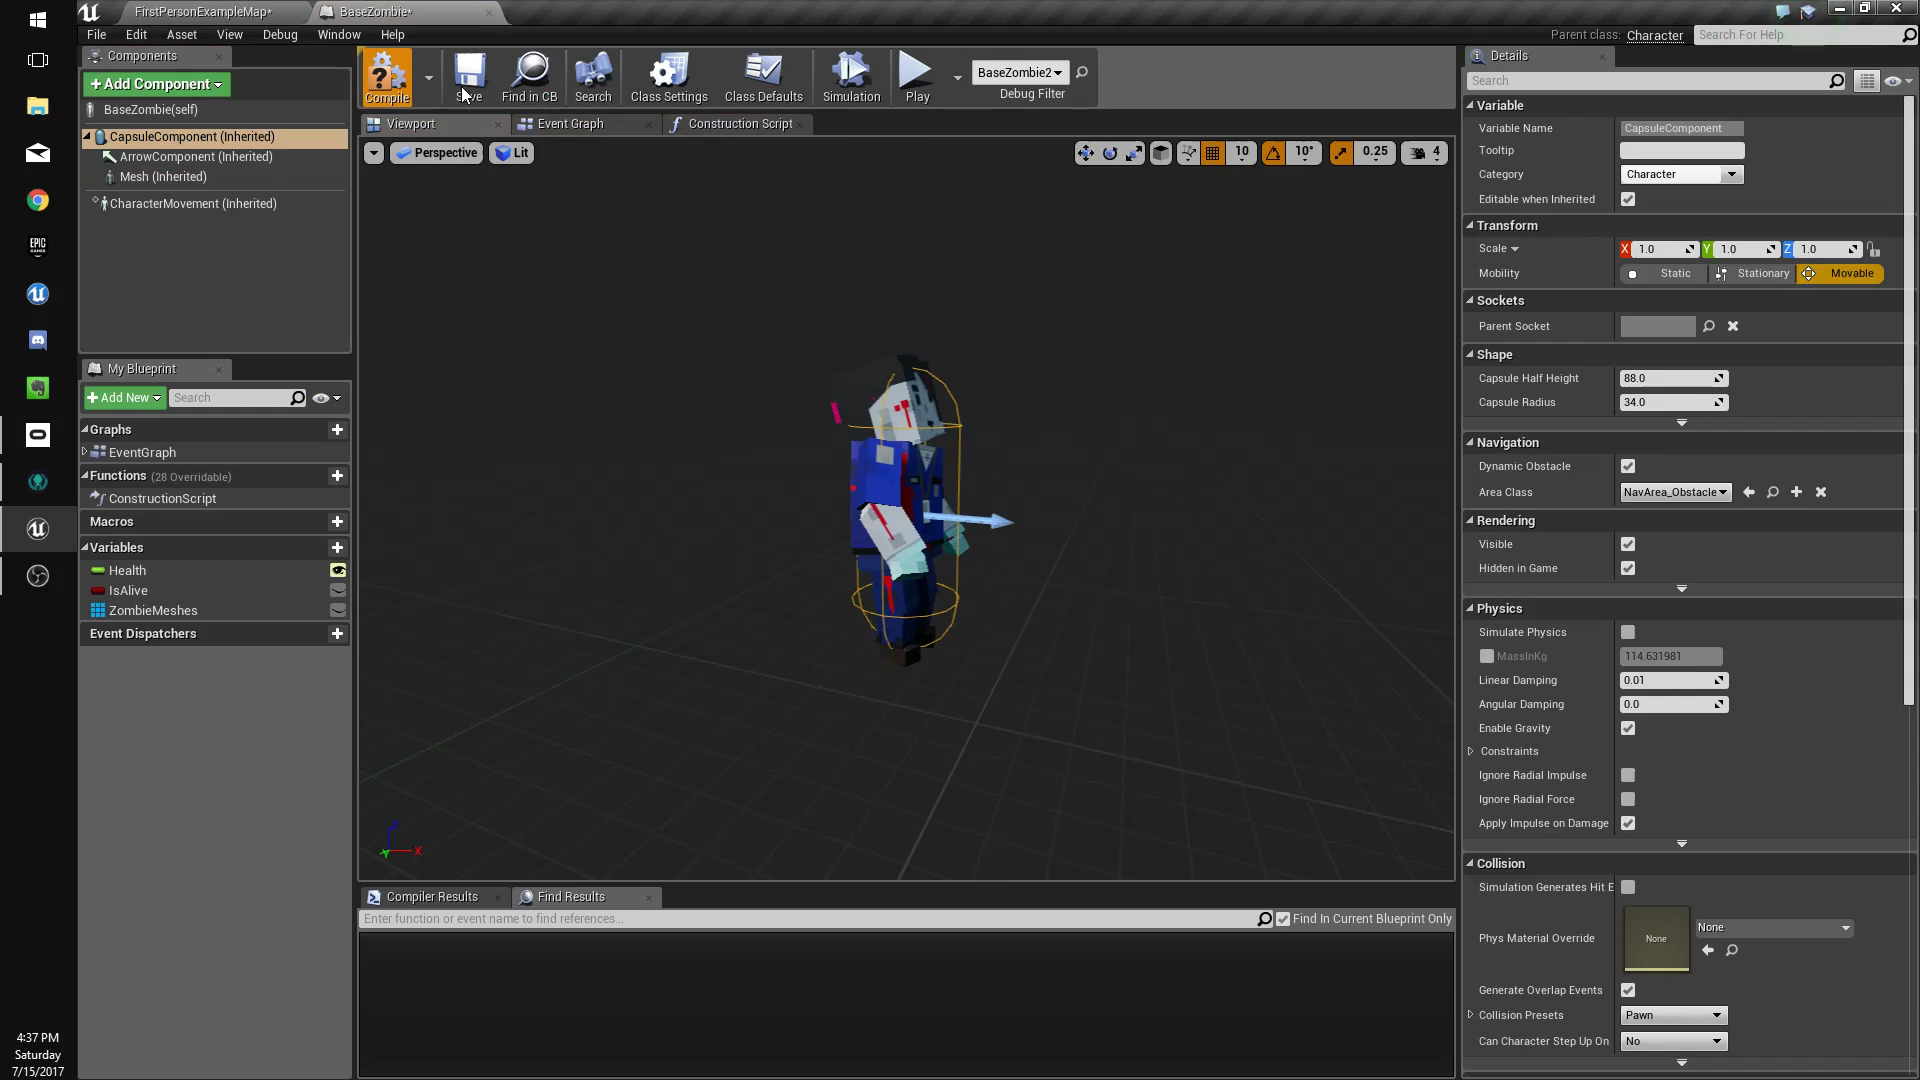 FirstPersonExampleMap*
BaseZombie*
File Edit Asset View Debug Window Help
Parent class: Character
Search For Help
Components
+Add Component
BaseZombie(self)
CapsuleComponent (Inherited)
ArrowComponent (Inherited)
Mesh (Inherited)
CharacterMovement (Inherited)
My Blueprint
+Add New
Search
Graphs
EventGraph
Functions (28 Overridable)
ConstructionScript
Macros
Variables
Health
IsAlive
ZombieMeshes
Event Dispatchers
Compile
Save
Find in CB
Search
Class Settings
Class Defaults
Simulation
Play
BaseZombie2
Debug Filter
Viewport
Event Graph
Construction Script
Perspective
Lit
10
10°
0.25
4
Z
X
Y
Compiler Results
Find Results
Enter function or event name to find references...
Find In Current Blueprint Only
Details
Search
Variable
Variable Name CapsuleComponent
Tooltip
Category Character
Editable when Inherited
Transform
Scale X 1.0 Y 1.0 Z 1.0
Mobility Static Stationary Movable
Sockets
Parent Socket
Shape
Capsule Half Height 88.0
Capsule Radius 34.0
Navigation
Dynamic Obstacle
Area Class NavArea_Obstacle
Rendering
Visible
Hidden in Game
Physics
Simulate Physics
MassInKg 114.631981
Linear Damping 0.01
Angular Damping 0.0
Enable Gravity
Constraints
Ignore Radial Impulse
Ignore Radial Force
Apply Impulse on Damage
Collision
Simulation Generates Hit E
Phys Material Override None None
Generate Overlap Events
Collision Presets Pawn
Can Character Step Up On No
EPIC GAMES
4:37 PM
Saturday
7/15/2017